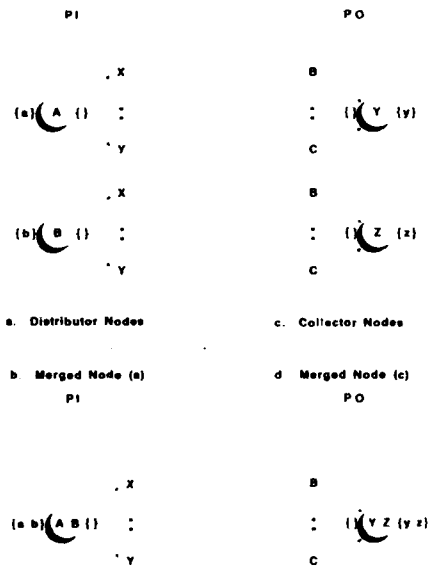 PI PO
X B
{a} A {} : : {} Y {y}
Y C
X B
{b} B {} : : {} Z {z}
Y C
a. Distributor Nodes c. Collector Nodes
b. Merged Node (a) d Merged Node (c)
PI PO
X B
{a b} A B {} : : {} Y Z {y z}
Y C